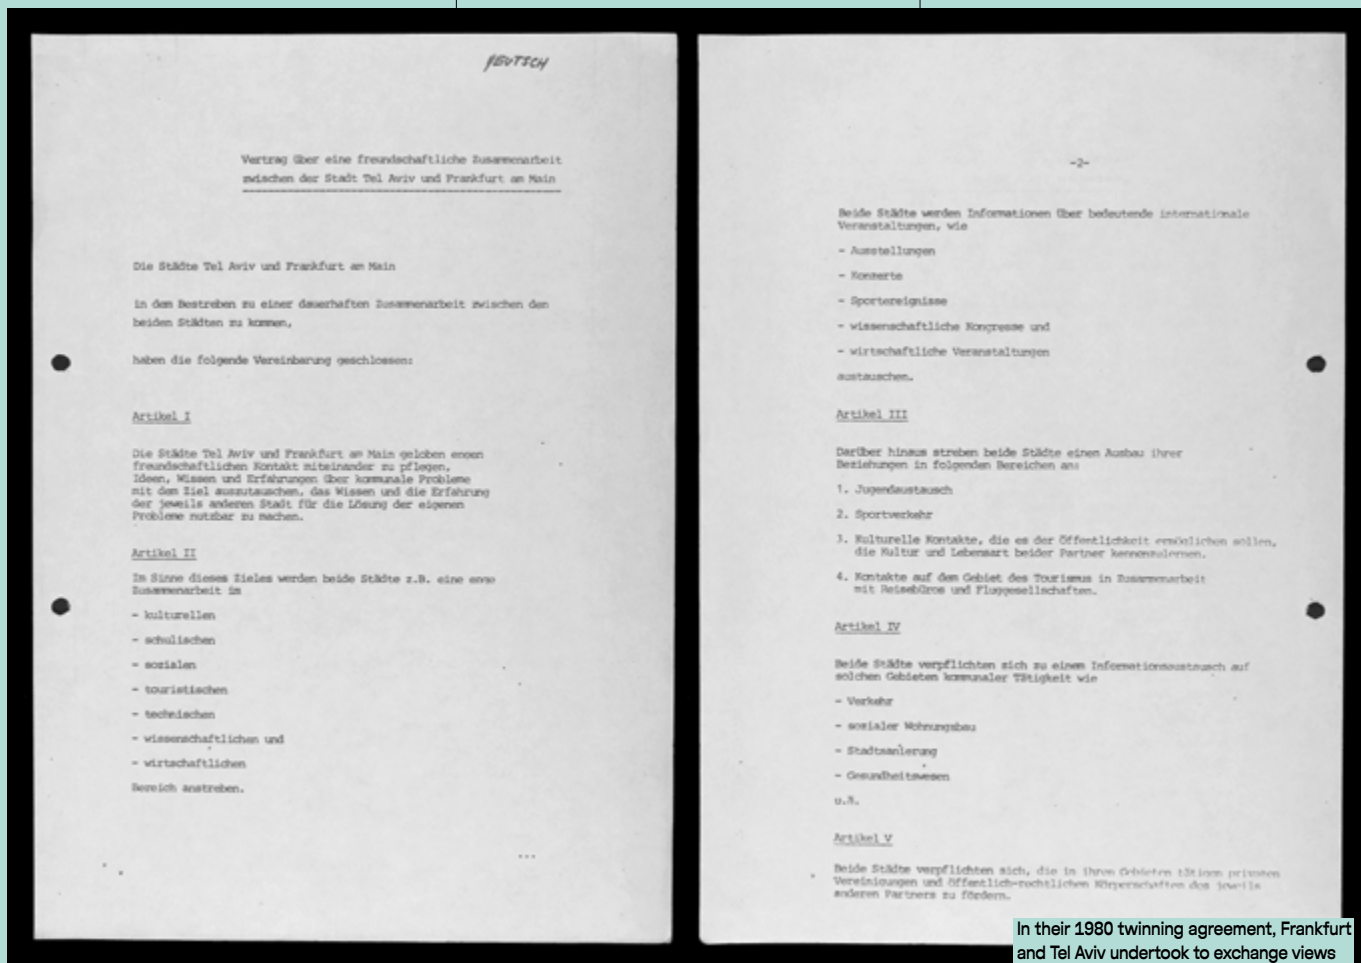 DEUTSCH
Vertrag über eine freundschaftliche Zusammenarbeit
zwischen der Stadt Tel Aviv und Frankfurt am Main
Die Städte Tel Aviv und Frankfurt am Main
in dem Bestreben zu einer dauerhaften Zusammenarbeit zwischen den
beiden Städten zu kommen,
haben die folgende Vereinbarung geschlossen:
Artikel I
Die Städte Tel Aviv und Frankfurt am Main geloben engen
freundschaftlichen Kontakt miteinander zu pflegen,
Ideen, Wissen und Erfahrungen über kommunale Probleme
mit dem Ziel auszutauschen, das Wissen und die Erfahrung
der jeweils anderen Stadt für die Lösung der eigenen
Probleme nutzbar zu machen.
Artikel II
Im Sinne dieses Zieles werden beide Städte z.B. eine enge
Zusammenarbeit im
- kulturellen
- schulischen
- sozialen
- touristischen
- technischen
- wissenschaftlichen und
- wirtschaftlichen
Bereich anstreben.
...
-2-
Beide Städte werden Informationen über bedeutende internationale
Veranstaltungen, wie
- Ausstellungen
- Konzerte
- Sportereignisse
- wissenschaftliche Kongresse und
- wirtschaftliche Veranstaltungen
austauschen.
Artikel III
Darüber hinaus streben beide Städte einen Ausbau ihrer
Beziehungen in folgenden Bereichen an:
1. Jugendaustausch
2. Sportverkehr
3. Kulturelle Kontakte, die es der Öffentlichkeit ermöglichen sollen,
die Kultur und Lebensart beider Partner kennenzulernen.
4. Kontakte auf dem Gebiet des Tourismus in Zusammenarbeit
mit Reisebüros und Fluggesellschaften.
Artikel IV
Beide Städte verpflichten sich zu einem Informationsaustausch auf
solchen Gebieten kommunaler Tätigkeit wie
- Verkehr
- sozialer Wohnungsbau
- Stadtsanierung
- Gesundheitswesen
u.ä.
Artikel V
Beide Städte verpflichten sich, die in ihren Gebieten tätigen privaten
Vereinigungen und öffentlich-rechtlichen Körperschaften des jeweils
anderen Partners zu fördern.
In their 1980 twinning agreement, Frankfurt
and Tel Aviv undertook to exchange views